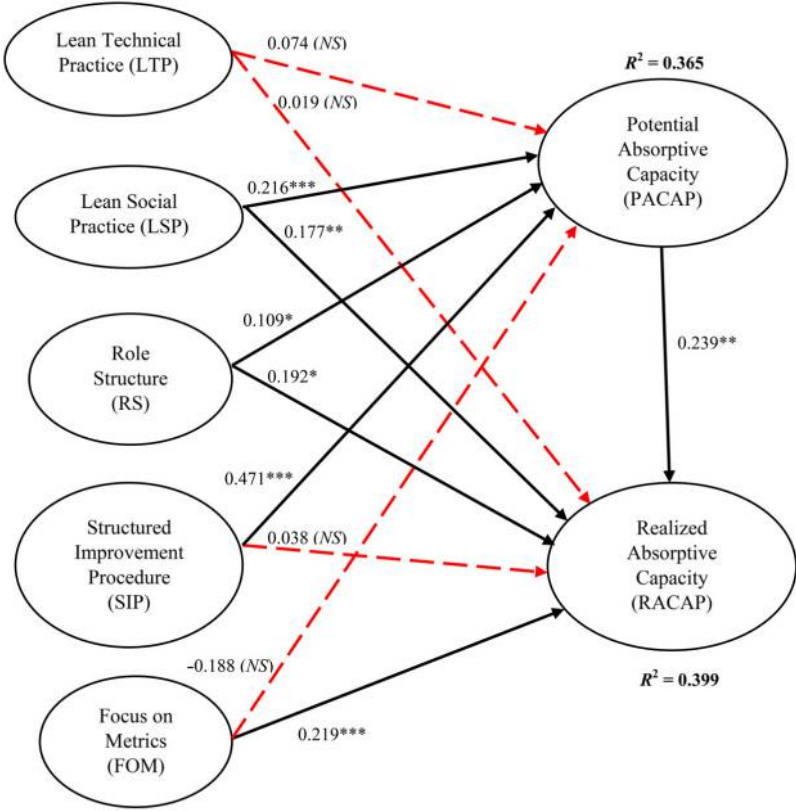 Lean Technical
Practice (LTP)
0.074 (NS)
0.019 (NS)
R² = 0.365
Potential
Absorptive
Capacity
(PACAP)
Lean Social
Practice (LSP)
0.216***
0.177**
Role
Structure
(RS)
0.109*
0.192*
0.239**
Structured
Improvement
Procedure
(SIP)
0.471***
0.038 (NS)
Realized
Absorptive
Capacity
(RACAP)
R² = 0.399
Focus on
Metrics
(FOM)
-0.188 (NS)
0.219***